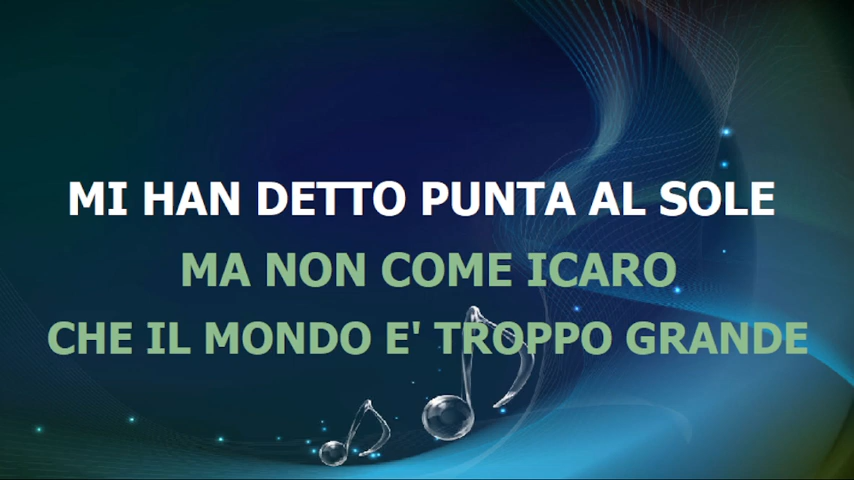 MI HAN DETTO PUNTA AL SOLE
MA NON COME ICARO
CHE IL MONDO E' TROPPO GRANDE